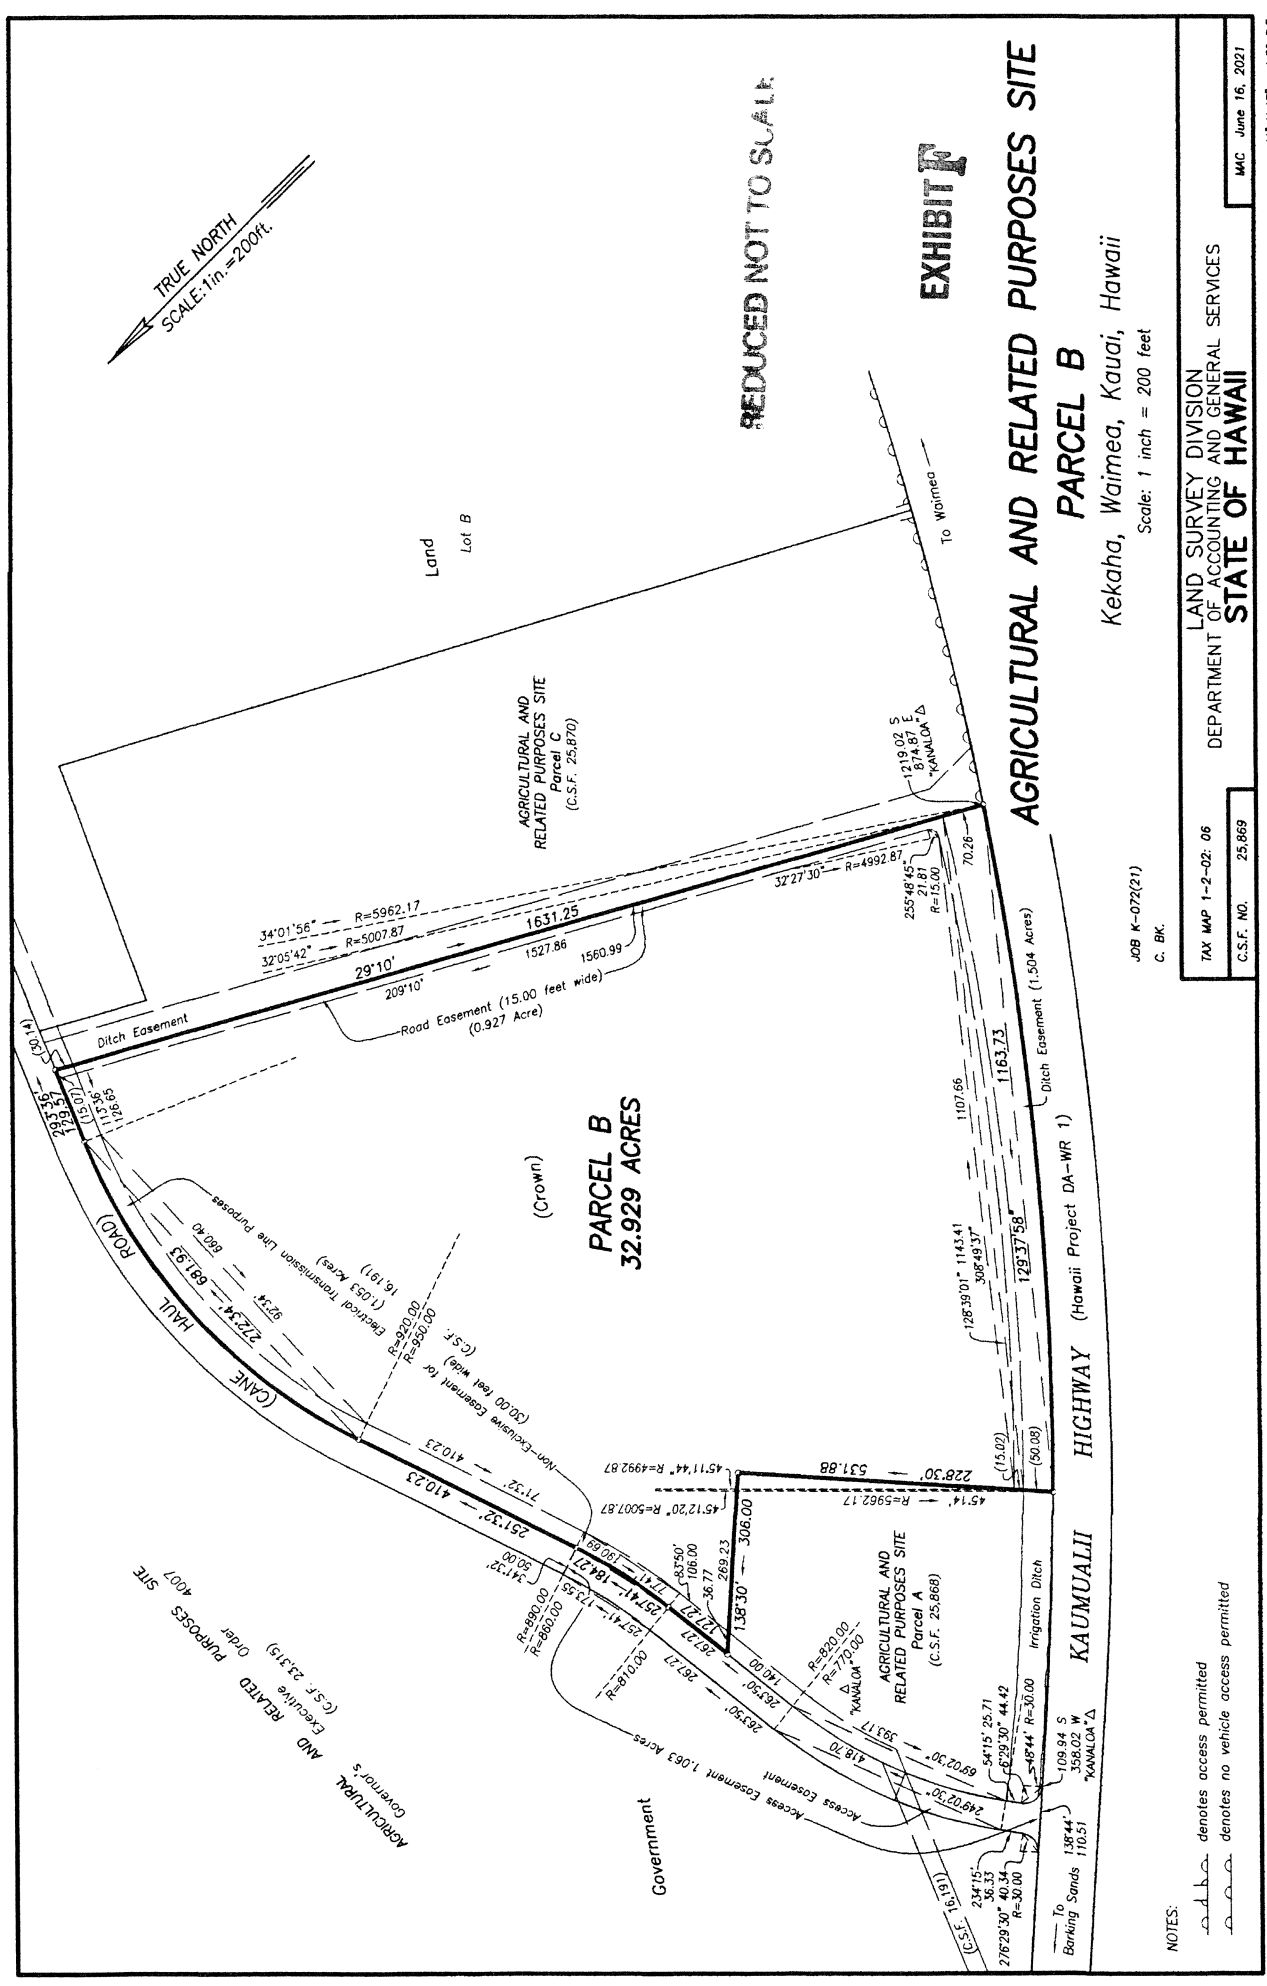 TRUE NORTH
SCALE: 1in.=200ft.
REDUCED NOT TO SCALE
EXHIBIT F
Land
Lot B
To Waimea
AGRICULTURAL AND
RELATED PURPOSES SITE
Parcel C
(C.S.F. 25,870)
1219.02 S
874.87 E
"KANALOA" △
34°01'56" R=5962.17
32°05'42" R=5007.87
29°10' 1631.25
209°10' 1527.86
1560.99
32°27'30" R=4992.87
255°48'45"
21.81
R=15.00
70.26
Ditch Easement
Road Easement (15.00 feet wide)
(0.927 Acre)
(30.14)
293°36'
129.57
(15.07)
113°36'
126.65
(CANE HAUL ROAD)
272°34' 681.93
92°34' 660.40
Non-Exclusive Easement for Electrical Transmission Line Purposes
(30.00 feet wide) (1.053 Acres)
(C.S.F. 16,191)
R=920.00
R=950.00
(Crown)
PARCEL B
32.929 ACRES
1107.66
1163.73
Ditch Easement (1.504 Acres)
128°39'01" 1143.41
308°49'37"
129°37'58"
(15.02)
(50.08)
251°32' 410.23
71°32' 410.23
341°32'
50.00
R=890.00
R=860.00
257°41' 184.27
77°41' 190.69
257°41' 173.55
R=810.00
83°50'
106.00
36.77
269.23
267.27
127.27
267.27
138°30' 306.00
228°30' 531.88
45°11'44" R=4992.87
45°12'20" R=5007.87
45°14' R=5962.17
263°50' 140.00
263°50'
R=820.00
R=770.00
△
"KANALOA"
AGRICULTURAL AND
RELATED PURPOSES SITE
Parcel A
(C.S.F. 25,868)
Irrigation Ditch
393.17
418.70
69°02'30"
249°02'30"
54°15' 25.71
6°29'30" 44.42
48°44' R=30.00
109.94 S
358.02 W
"KANALOA" △
138°44'
110.51
234°15'
36.33
276°29'30" 40.34
R=30.00
To
Barking Sands
(C.S.F. 16,191)
Access Easement 1.063 Acres
Access Easement
Government
AGRICULTURAL AND RELATED PURPOSES SITE
Governor's Executive Order 4007
(C.S.F. 23,315)
KAUMUALII HIGHWAY (Hawaii Project DA-WR 1)
AGRICULTURAL AND RELATED PURPOSES SITE
PARCEL B
Kekaha, Waimea, Kauai, Hawaii
Scale: 1 inch = 200 feet
JOB K-072(21)
C. BK.
NOTES:
denotes access permitted
denotes no vehicle access permitted
TAX MAP 1-2-02: 06
C.S.F. NO. 25,869
LAND SURVEY DIVISION
DEPARTMENT OF ACCOUNTING AND GENERAL SERVICES
STATE OF HAWAII
MAC June 16, 2021